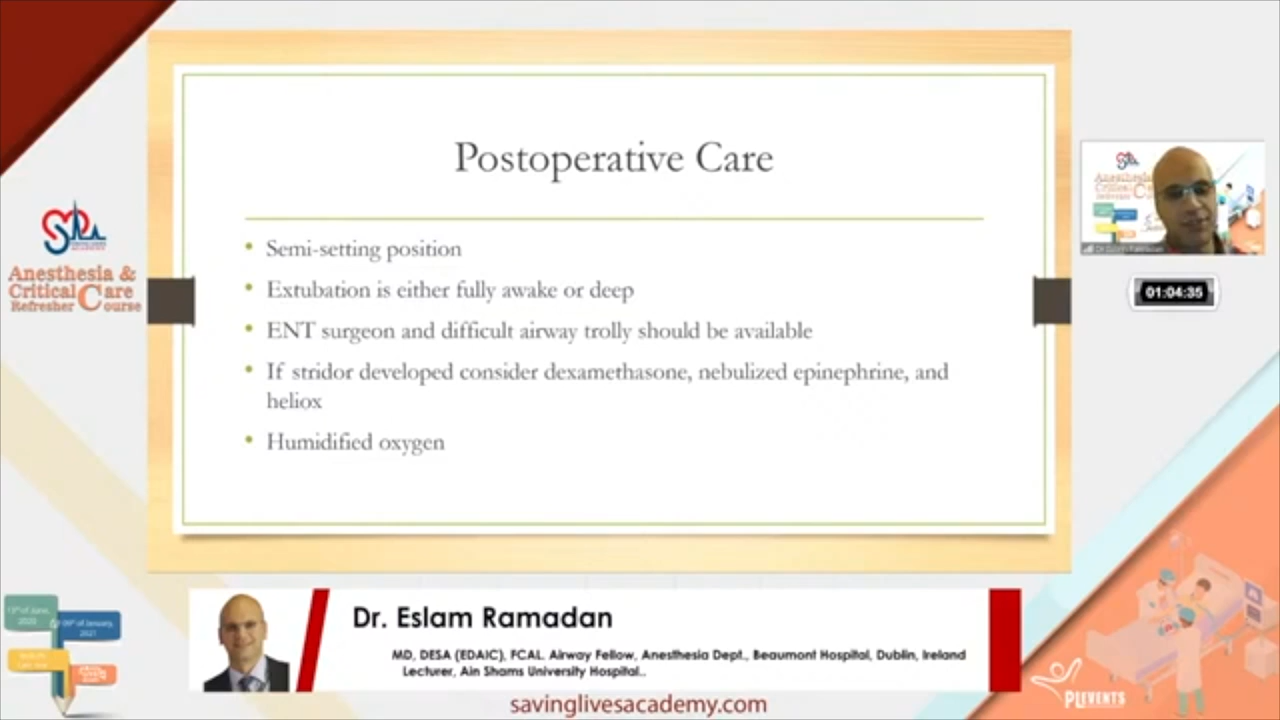 Postoperative Care
• Semi-setting position
• Extubation is either fully awake or deep
• ENT surgeon and difficult airway trolly should be available
• If stridor developed consider dexamethasone, nebulized epinephrine, and
heliox
• Humidified oxygen
Anesthesia &
Critical Care
Refresher Course
01:04:35
Dr. Eslam Ramadan
MD, DESA (EDAIC), FCAI, Airway Fellow, Anesthesia Dept., Beaumont Hospital, Dublin, Ireland
Lecturer, Ain Shams University Hospital..
savinglivesacademy.com
PLEVENTS